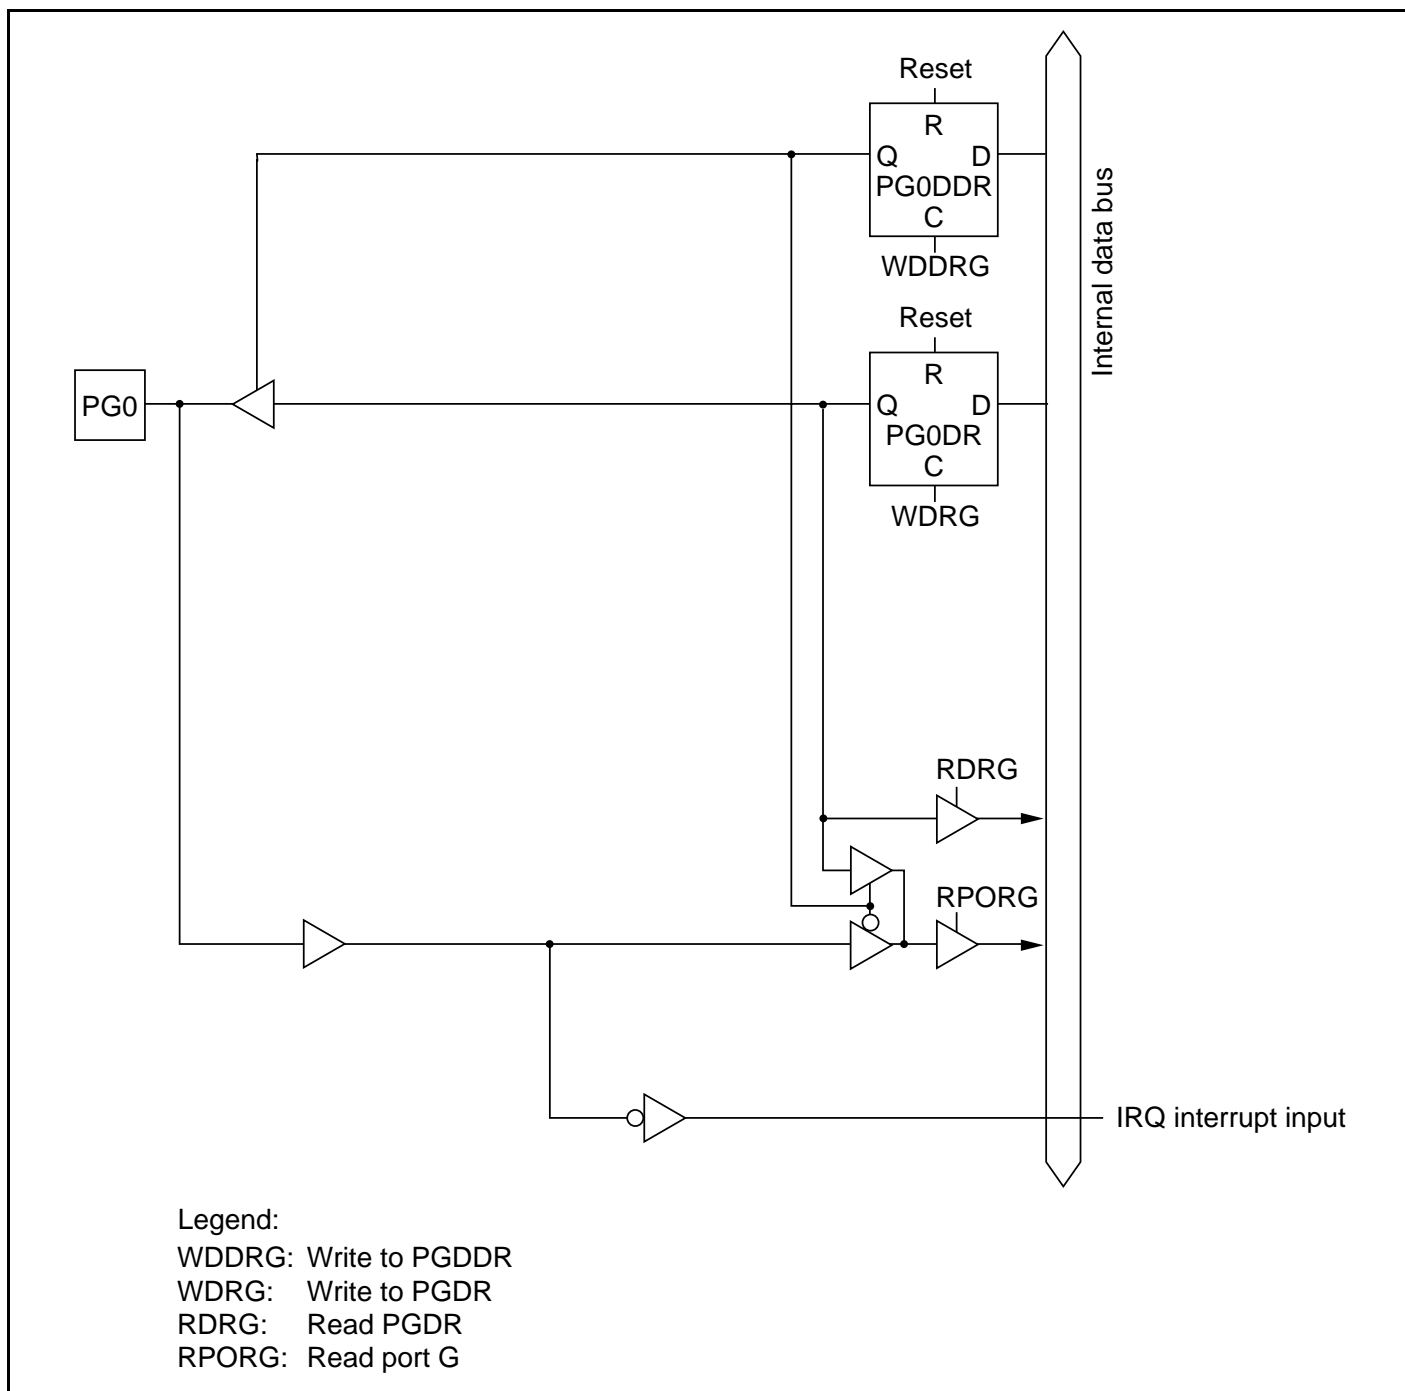 Reset
R
Q D
PG0DDR
C
WDDRG
Internal data bus
Reset
R
PG0
Q D
PG0DR
C
WDRG
RDRG
RPORG
IRQ interrupt input
Legend:
WDDRG: Write to PGDDR
WDRG: Write to PGDR
RDRG: Read PGDR
RPORG: Read port G